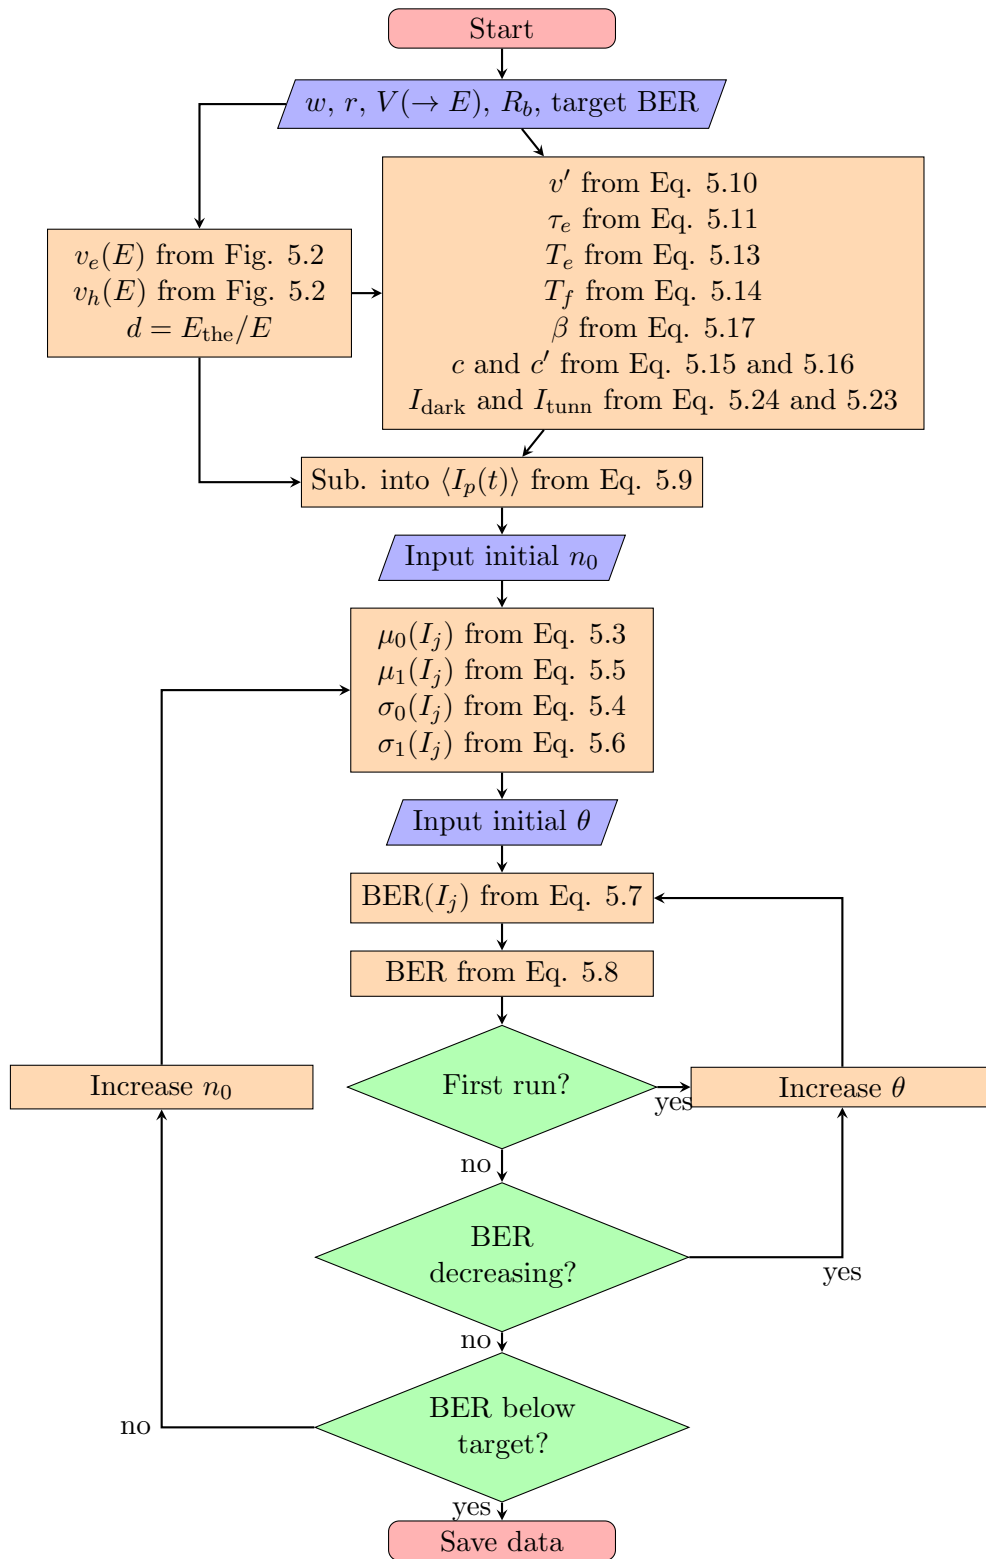 Start
w, r, V(→ E), R_b, target BER
v′ from Eq. 5.10
τ_e from Eq. 5.11
T_e from Eq. 5.13
T_f from Eq. 5.14
β from Eq. 5.17
c and c′ from Eq. 5.15 and 5.16
I_dark and I_tunn from Eq. 5.24 and 5.23
v_e(E) from Fig. 5.2
v_h(E) from Fig. 5.2
d = E_the/E
Sub. into ⟨I_p(t)⟩ from Eq. 5.9
Input initial n_0
μ_0(I_j) from Eq. 5.3
μ_1(I_j) from Eq. 5.5
σ_0(I_j) from Eq. 5.4
σ_1(I_j) from Eq. 5.6
Input initial θ
BER(I_j) from Eq. 5.7
BER from Eq. 5.8
First run?
yes
Increase θ
Increase n_0
no
BER
decreasing?
yes
no
BER below
target?
no
yes
Save data